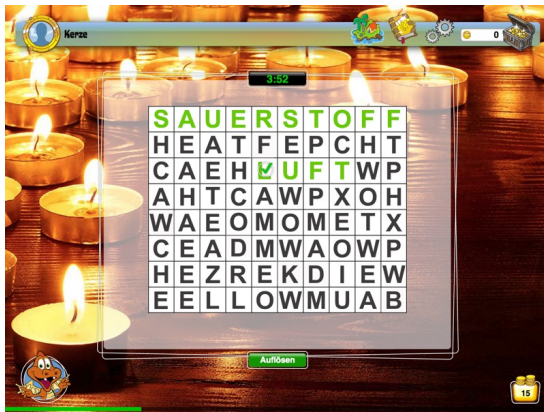 Kerze
0
3:52
SAUERSTOFF
HEATFEPCHT
CAEHLUFTWP
AHTCAWPXOH
WAEOMOMETX
CEADMWAOWP
HEZREKDIEW
EELLOWMUAB
Auflösen
15